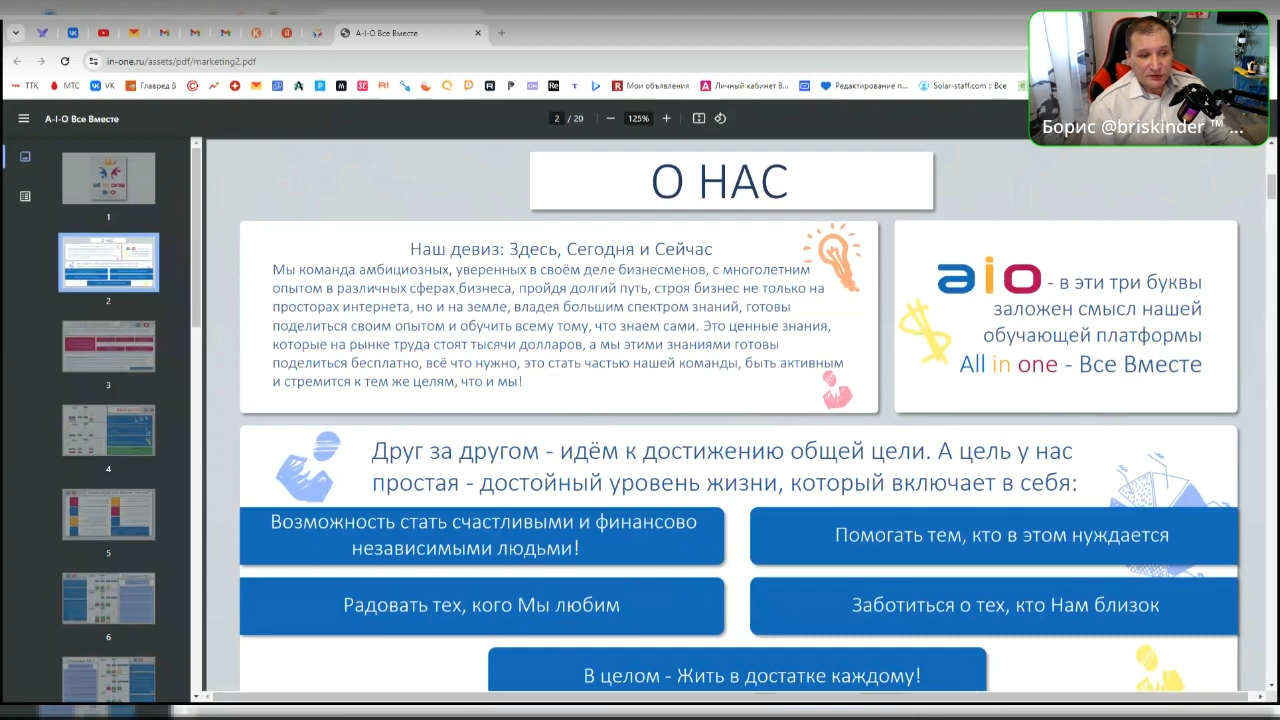 A-I-O Все Вместе
in-one.ru/assets/pdf/marketing2.pdf
ТТК
МТС
VK
Главред β
Мои объявления
Личный кабинет В...
Редактирование п...
Solar-staff.com :: Все
A-I-O Все Вместе
2 / 20
125%
Борис @briskinder ™ ...
1
2
3
4
5
6
О НАС
Наш девиз: Здесь, Сегодня и Сейчас
Мы команда амбициозных, уверенных в своём деле бизнесменов, с многолетним
опытом в различных сферах бизнеса, пройдя долгий путь, строя бизнес не только на
просторах интернета, но и на земле, владея большим спектром знаний, готовы
поделиться своим опытом и обучить всему тому, что знаем сами. Это ценные знания,
которые на рынке труда стоят тысячи долларов, а мы этими знаниями готовы
поделиться бесплатно, всё что нужно, это стать частью нашей команды, быть активным
и стремится к тем же целям, что и мы!
aio - в эти три буквы
заложен смысл нашей
обучающей платформы
All in one - Все Вместе
Друг за другом - идём к достижению общей цели. А цель у нас
простая - достойный уровень жизни, который включает в себя:
Возможность стать счастливыми и финансово
независимыми людьми!
Помогать тем, кто в этом нуждается
Радовать тех, кого Мы любим
Заботиться о тех, кто Нам близок
В целом - Жить в достатке каждому!